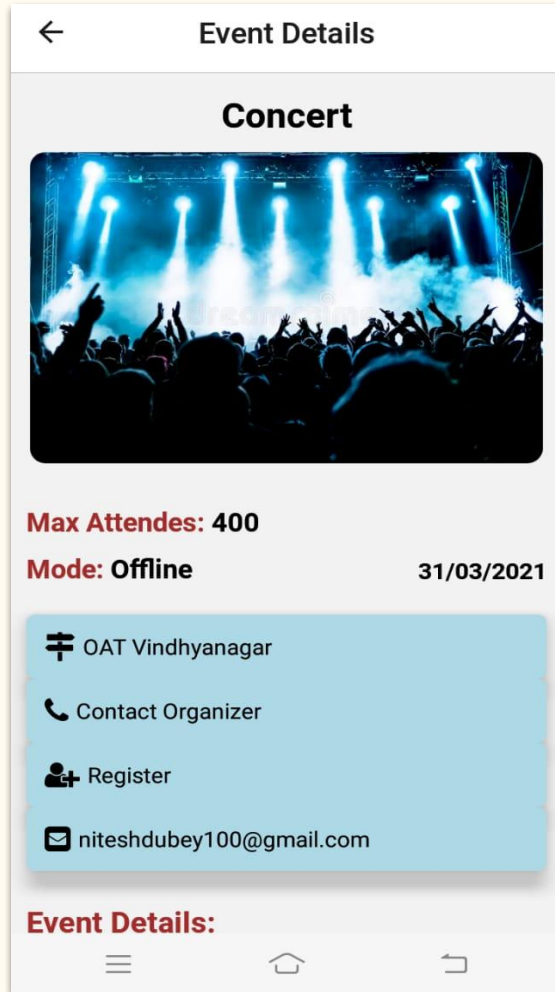 Event Details
Concert
dreamstime
Max Attendes: 400
Mode: Offline
31/03/2021
OAT Vindhyanagar
Contact Organizer
Register
niteshdubey100@gmail.com
Event Details: